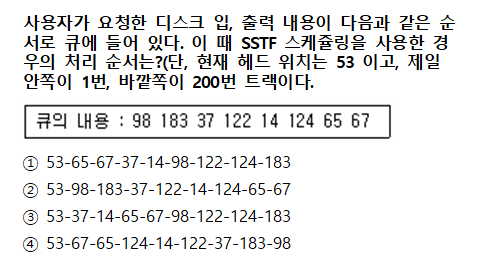 사용자가 요청한 디스크 입, 출력 내용이 다음과 같은 순
서로 큐에 들어 있다. 이 때 SSTF 스케쥴링을 사용한 경
우의 처리 순서는?(단, 현재 헤드 위치는 53 이고, 제일
안쪽이 1번, 바깥쪽이 200번 트랙이다.
큐의 내용 : 98 183 37 122 14 124 65 67
① 53-65-67-37-14-98-122-124-183
② 53-98-183-37-122-14-124-65-67
③ 53-37-14-65-67-98-122-124-183
④ 53-67-65-124-14-122-37-183-98